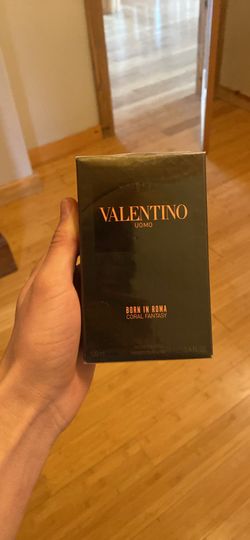 VALENTINO
UOMO
BORN IN ROMA
CORAL FANTASY